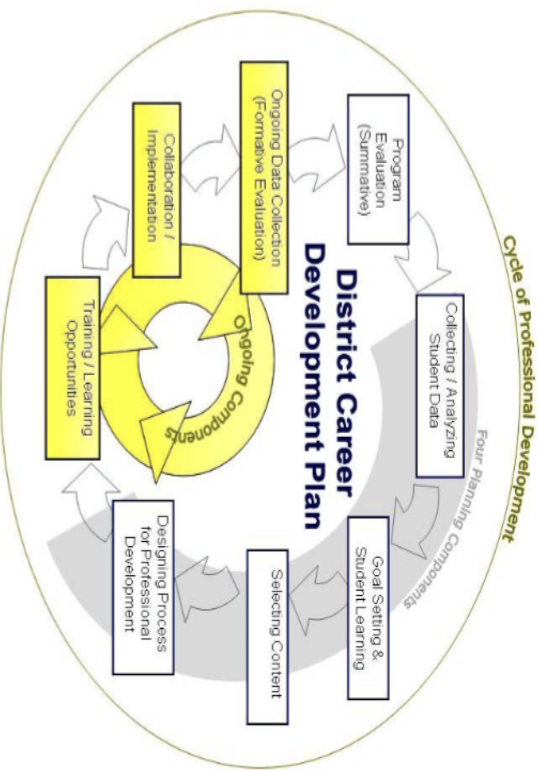 Cycle of Professional Development
Four Planning Components
District Career
Development Plan
Collecting / Analyzing
Student Data
Goal Setting &
Student Learning
Selecting Content
Designing Process
for Professional
Development
Training / Learning
Opportunities
Collaboration /
Implementation
Ongoing Data Collection
(Formative Evaluation)
Program
Evaluation
(Summative)
Ongoing Components